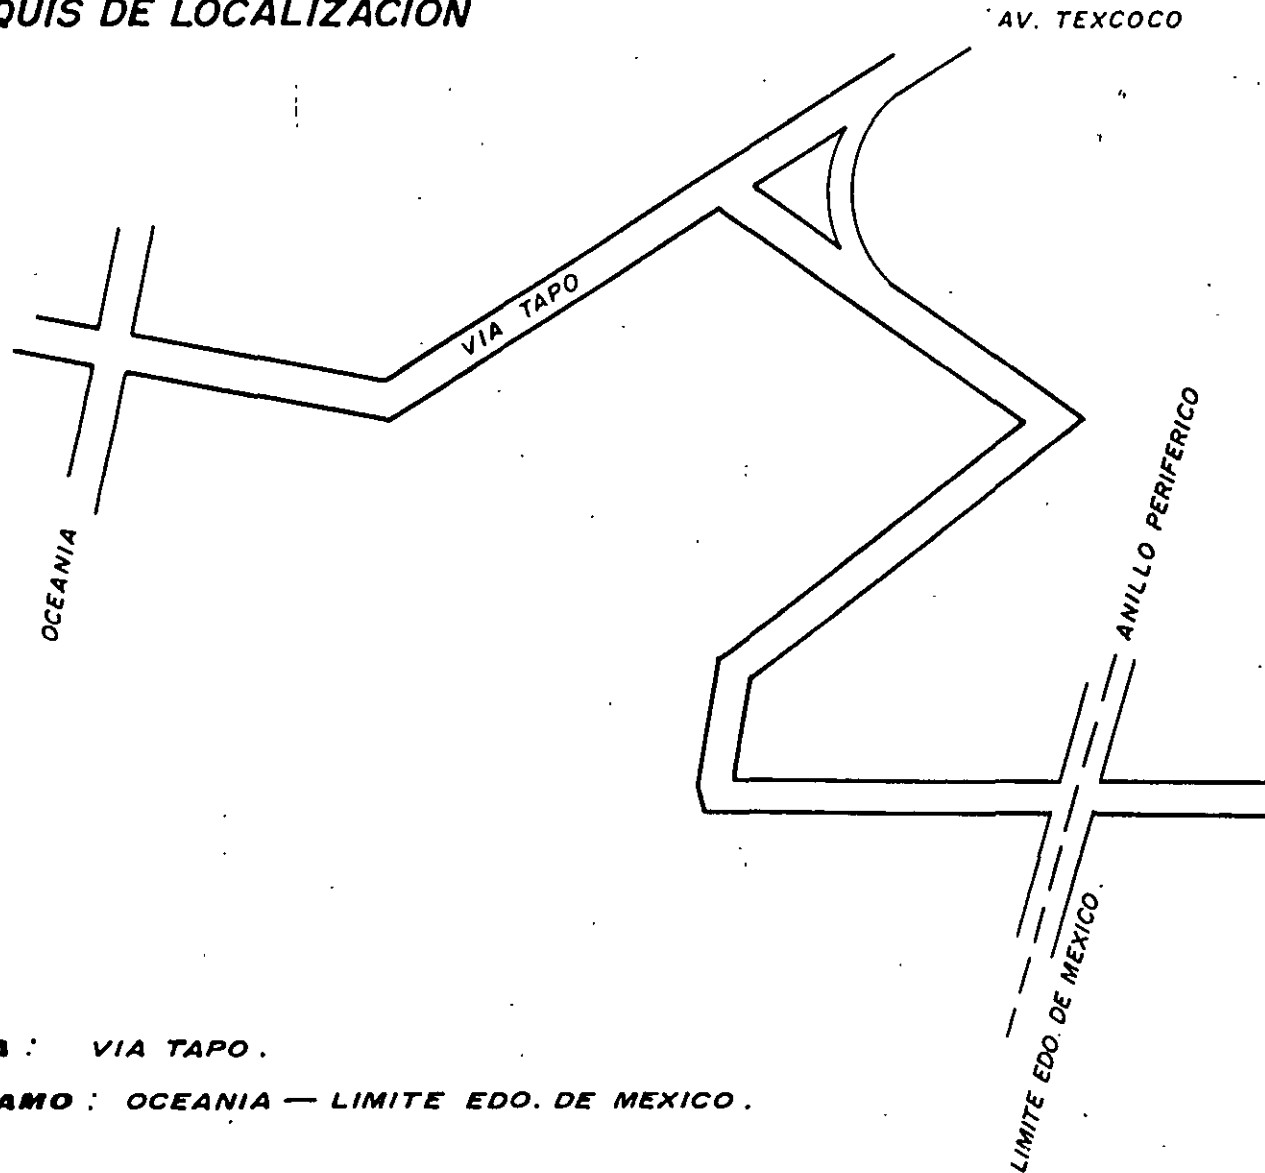 QUIS DE LOCALIZACION
AV. TEXCOCO
VIA TAPO
ANILLO PERIFERICO
OCEANIA
LIMITE EDO. DE MEXICO.
A : VIA TAPO.
AMO : OCEANIA — LIMITE EDO. DE MEXICO.